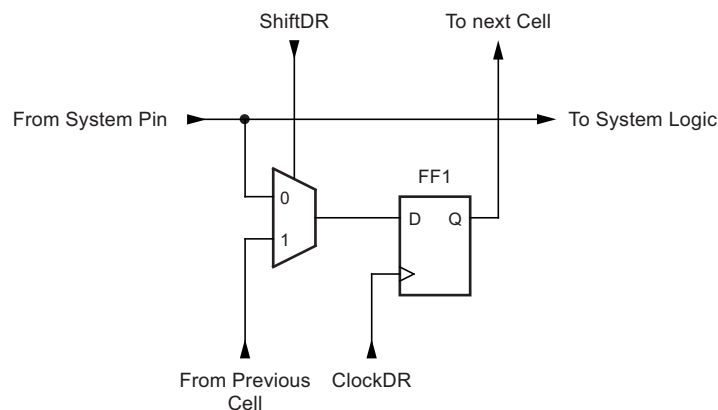 ShiftDR
To next Cell
From System Pin
To System Logic
FF1
0
D
Q
1
From Previous
Cell
ClockDR